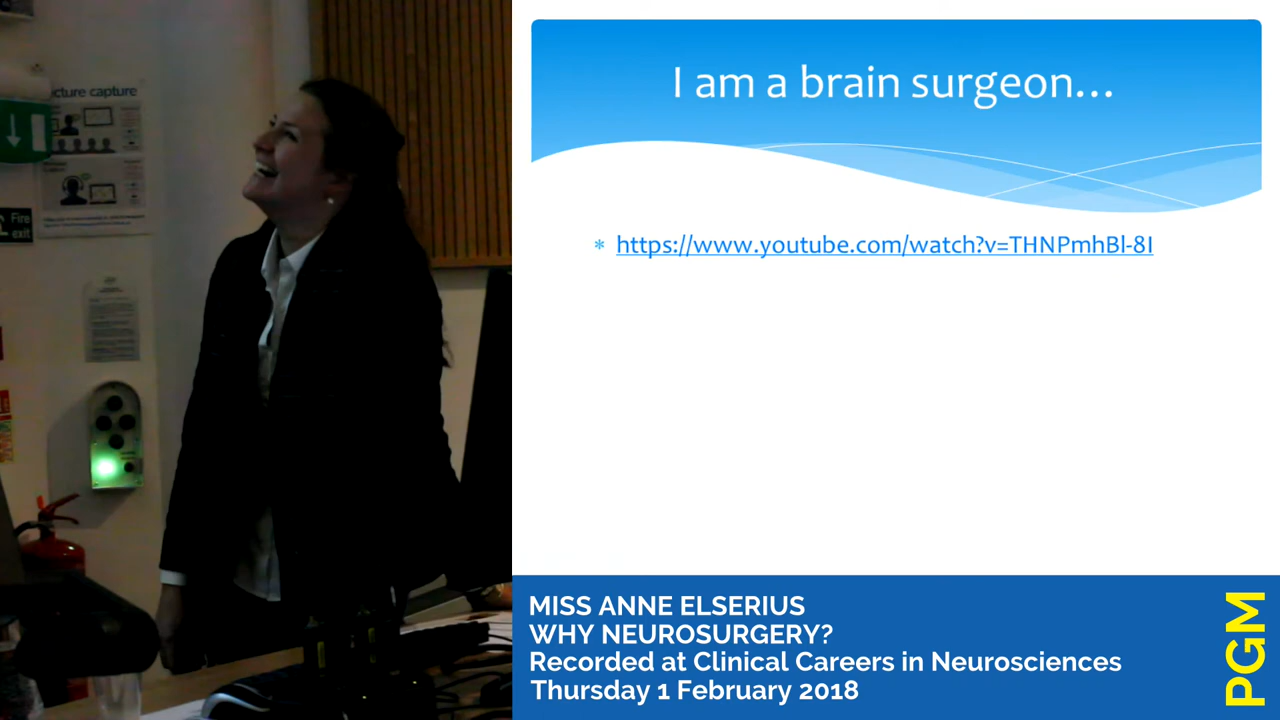 cture capture
Fire
exit
I am a brain surgeon...
* https://www.youtube.com/watch?v=THNPmhBl-8I
MISS ANNE ELSERIUS
WHY NEUROSURGERY?
Recorded at Clinical Careers in Neurosciences
Thursday 1 February 2018
PGM